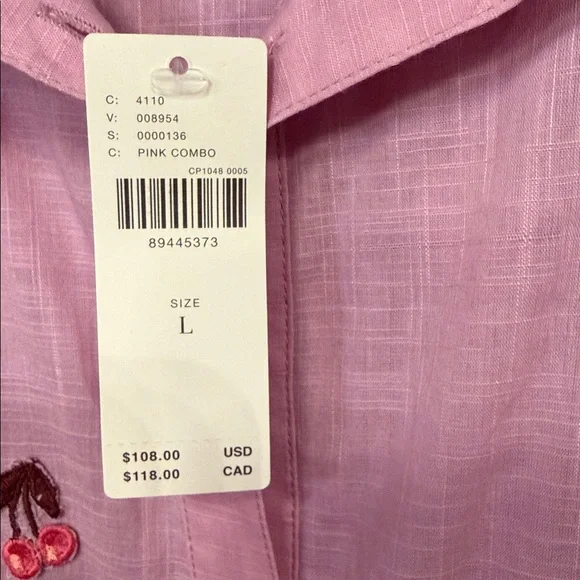 C: 4110
V: 008954
S: 0000136
C: PINK COMBO
CP1048 0005
89445373
SIZE
L
$108.00 USD
$118.00 CAD